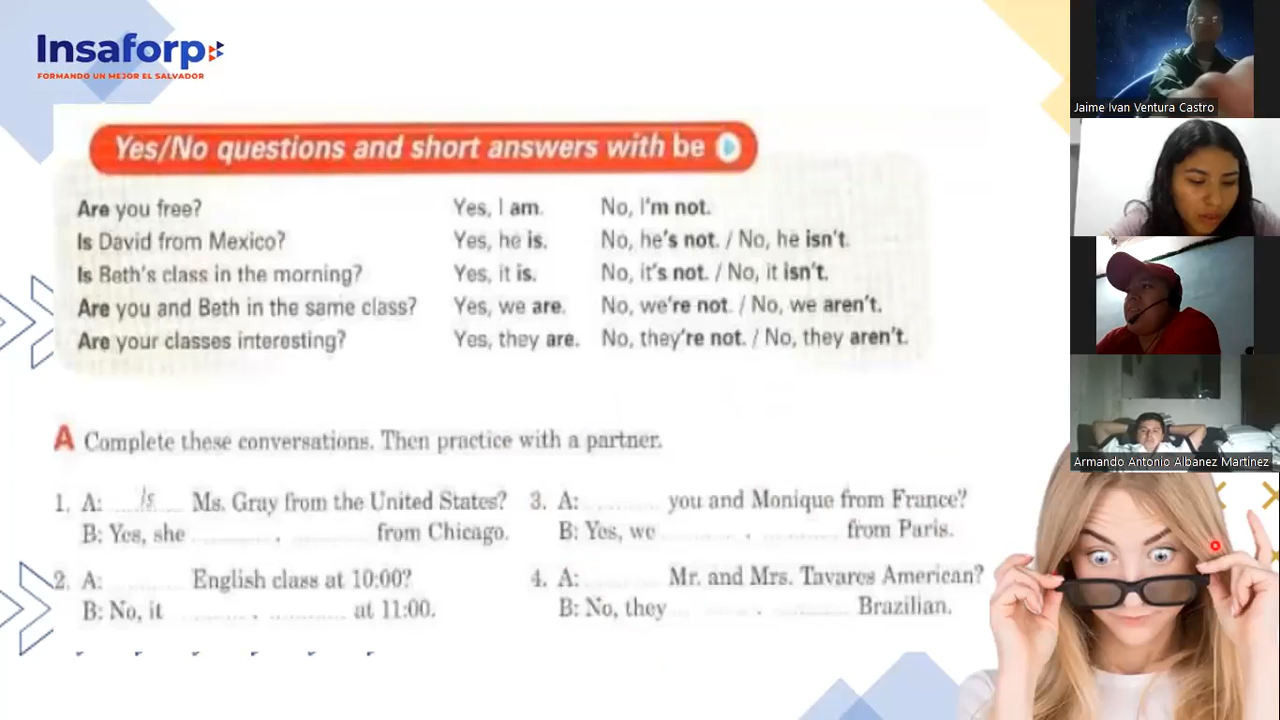 Insaforp
FORMANDO UN MEJOR EL SALVADOR
Yes/No questions and short answers with be
Are you free? Yes, I am. No, I'm not.
Is David from Mexico? Yes, he is. No, he's not. / No, he isn't.
Is Beth's class in the morning? Yes, it is. No, it's not. / No, it isn't.
Are you and Beth in the same class? Yes, we are. No, we're not. / No, we aren't.
Are your classes interesting? Yes, they are. No, they're not. / No, they aren't.
A Complete these conversations. Then practice with a partner.
1. A: Is Ms. Gray from the United States?
B: Yes, she ........ . ........ from Chicago.
2. A: ........ English class at 10:00?
B: No, it ........ . ........ at 11:00.
3. A: ........ you and Monique from France?
B: Yes, we ........ . ........ from Paris.
4. A: ........ Mr. and Mrs. Tavares American?
B: No, they ........ . ........ Brazilian.
Jaime Ivan Ventura Castro
Armando Antonio Albanez Martinez